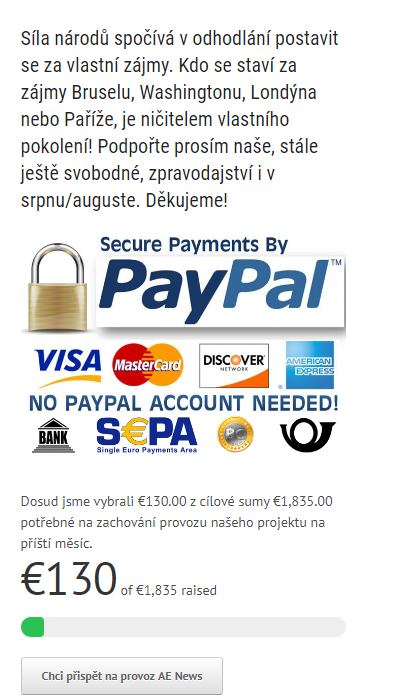 Síla národů spočívá v odhodlání postavit
se za vlastní zájmy. Kdo se staví za
zájmy Bruselu, Washingtonu, Londýna
nebo Paříže, je ničitelem vlastního
pokolení! Podpořte prosím naše, stále
ještě svobodné, zpravodajství i v
srpnu/auguste. Děkujeme!
Secure Payments By
PayPal™
VISA MasterCard DISCOVER NETWORK AMERICAN EXPRESS
NO PAYPAL ACCOUNT NEEDED!
BANK S€PA
Single Euro Payments Area
Dosud jsme vybrali €130.00 z cílové sumy €1,835.00
potřebné na zachování provozu našeho projektu na
příští měsíc.
€130 of €1,835 raised
Chci přispět na provoz AE News